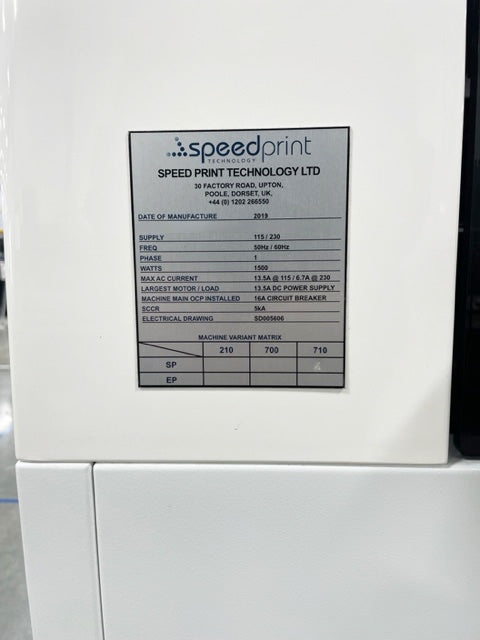 speedprint
TECHNOLOGY
SPEED PRINT TECHNOLOGY LTD
30 FACTORY ROAD, UPTON,
POOLE, DORSET, UK,
+44 (0) 1202 266550
DATE OF MANUFACTURE 2019
SUPPLY 115 / 230
FREQ 50Hz / 60Hz
PHASE 1
WATTS 1500
MAX AC CURRENT 13.5A @ 115 / 6.7A @ 230
LARGEST MOTOR / LOAD 13.5A DC POWER SUPPLY
MACHINE MAIN OCP INSTALLED 16A CIRCUIT BREAKER
SCCR 5kA
ELECTRICAL DRAWING SD005606
MACHINE VARIANT MATRIX
210 700 710
SP
EP